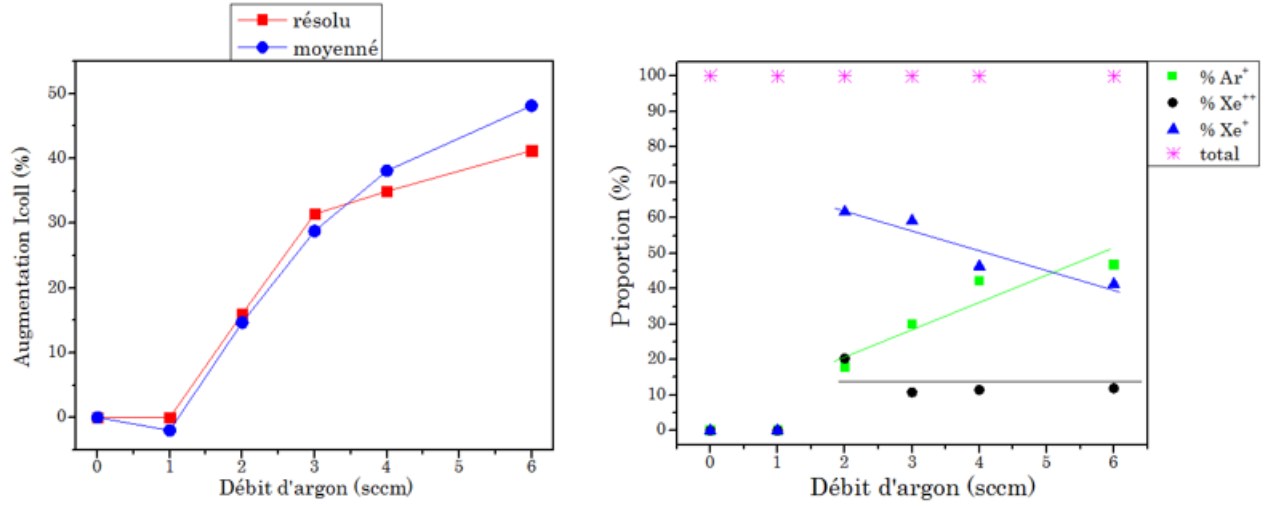 résolu
moyenné
Augmentation Icoll (%)
50
40
30
20
10
0
0 1 2 3 4 5 6
Débit d'argon (sccm)
% Ar⁺
% Xe⁺⁺
% Xe⁺
total
Proportion (%)
100
90
80
70
60
50
40
30
20
10
0
0 1 2 3 4 5 6
Débit d'argon (sccm)